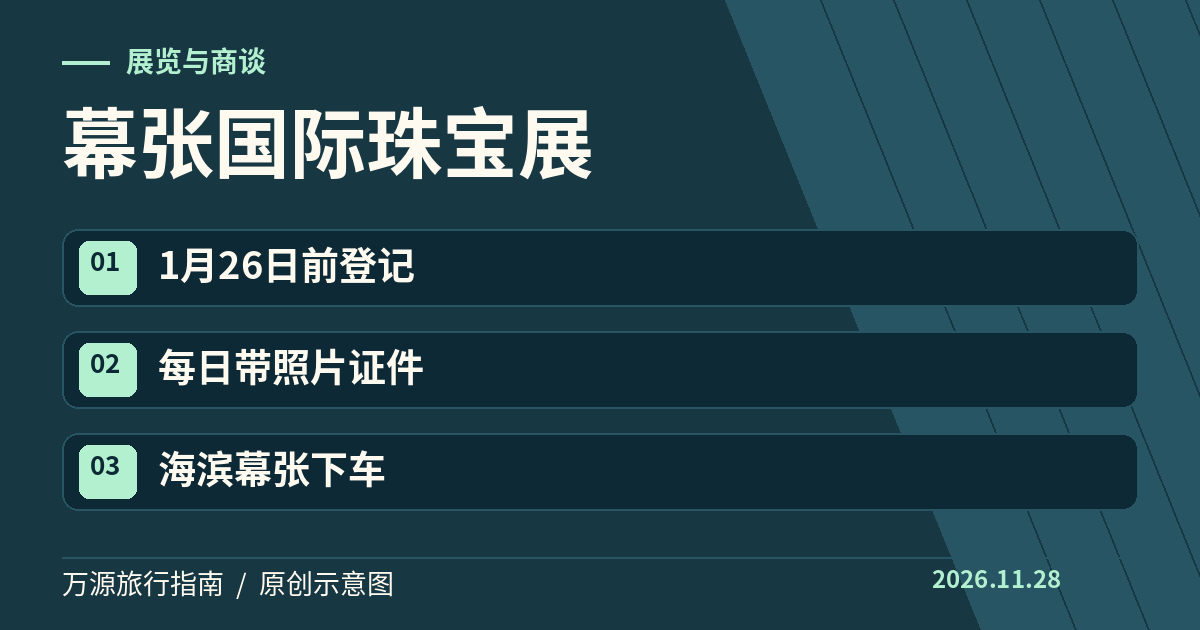 展览与商谈
幕张国际珠宝展
01
1月26日前登记
02
每日带照片证件
03
海滨幕张下车
万源旅行指南 / 原创示意图
2026.11.28